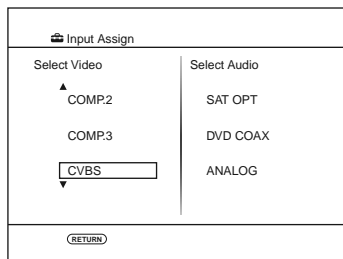 Input Assign
Select Video
Select Audio
COMP.2
SAT OPT
COMP.3
DVD COAX
CVBS
ANALOG
RETURN